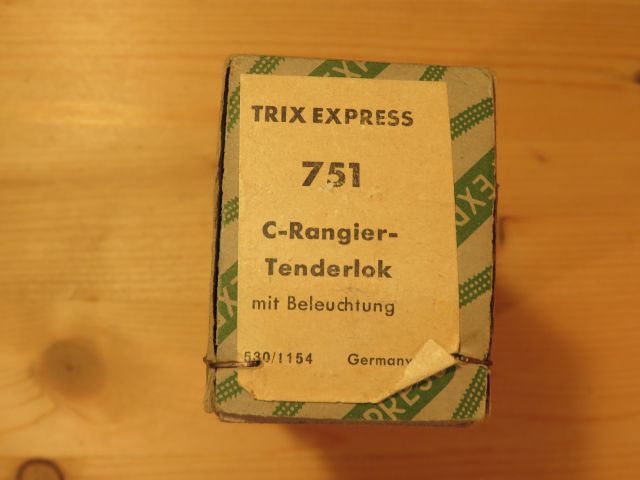 TRIX EXPRESS
751
C-Rangier-
Tenderlok
mit Beleuchtung
530/1154 Germany